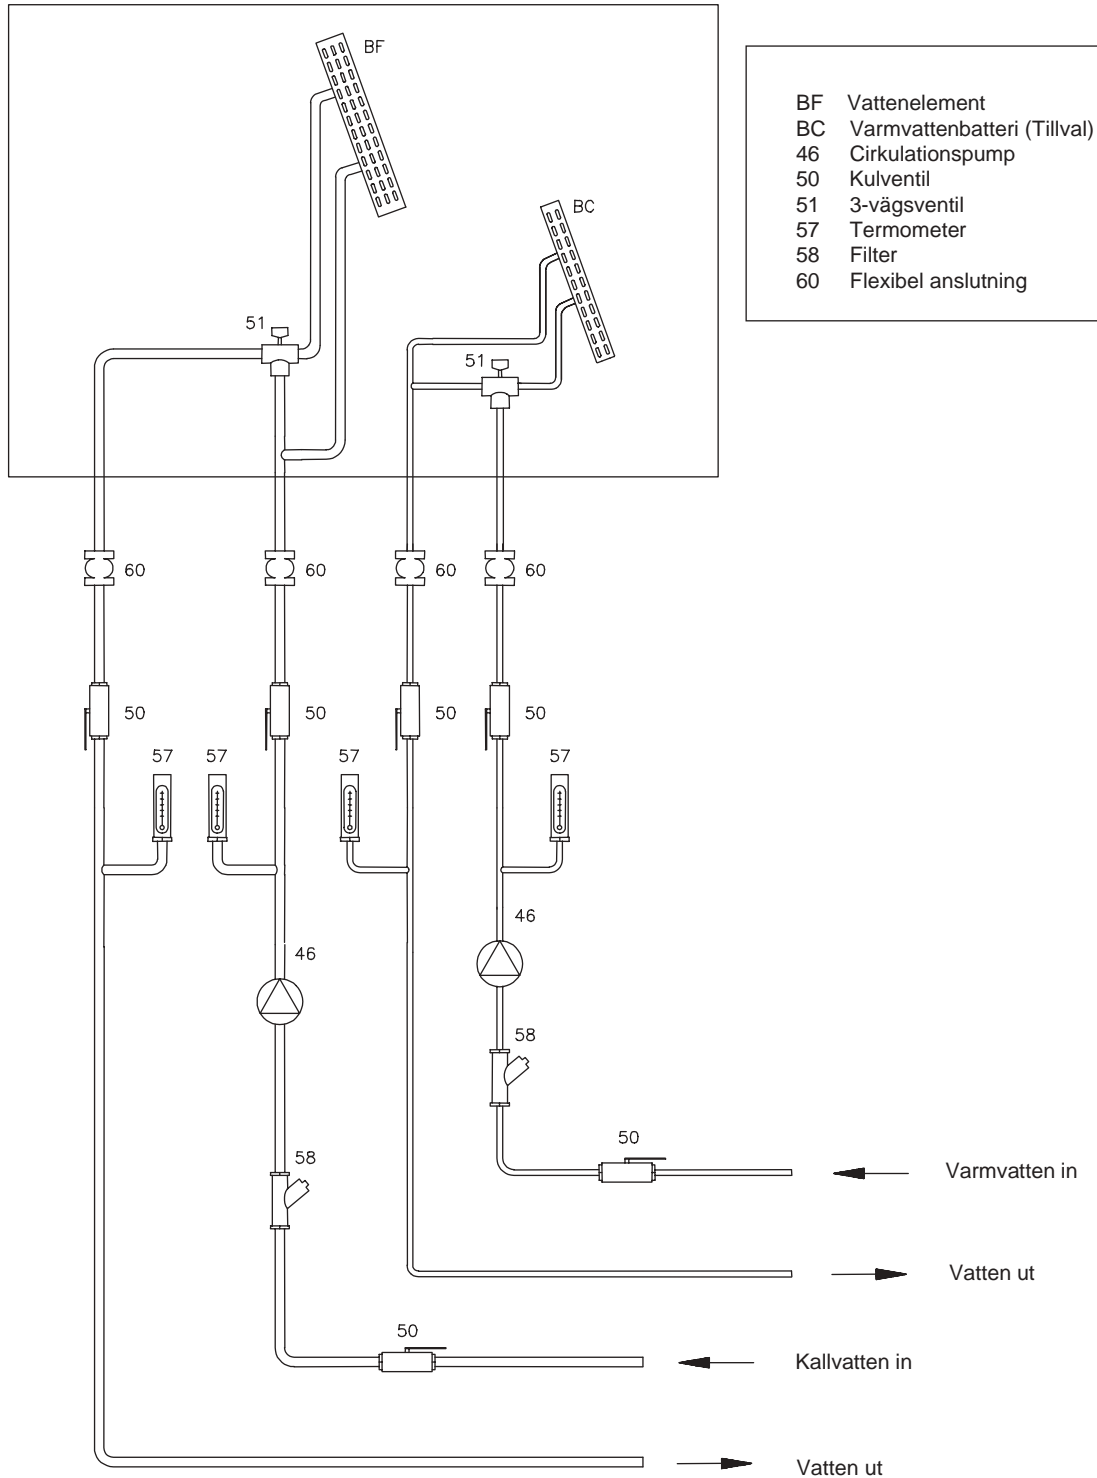 BF
BC
51
51
BF Vattenelement
BC Varmvattenbatteri (Tillval)
46 Cirkulationspump
50 Kulventil
51 3-vägsventil
57 Termometer
58 Filter
60 Flexibel anslutning
60 60 60 60
50 50 50 50
57 57 57 57
46
46
58
58
50
Varmvatten in
Vatten ut
50
Kallvatten in
Vatten ut